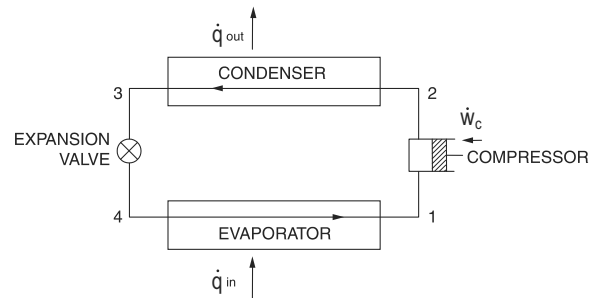 q̇ out
CONDENSER
3
2
ẇc
EXPANSION
VALVE
COMPRESSOR
4
1
EVAPORATOR
q̇ in